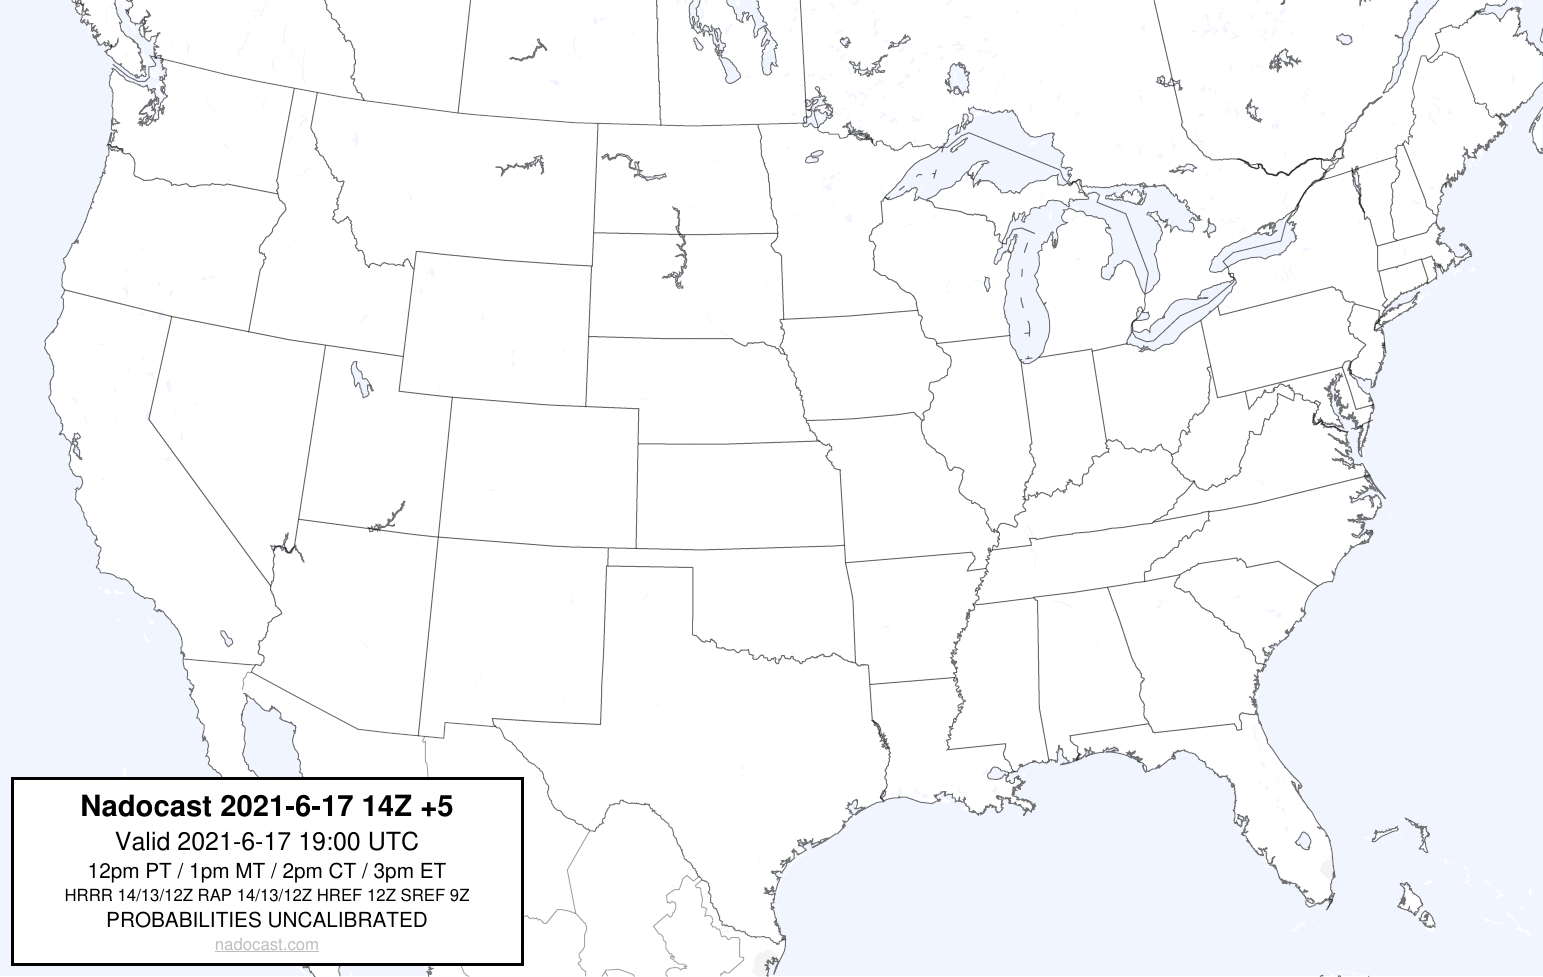 Nadocast 2021-6-17 14Z +5
Valid 2021-6-17 19:00 UTC
12pm PT / 1pm MT / 2pm CT / 3pm ET
HRRR 14/13/12Z RAP 14/13/12Z HREF 12Z SREF 9Z
PROBABILITIES UNCALIBRATED
nadocast.com